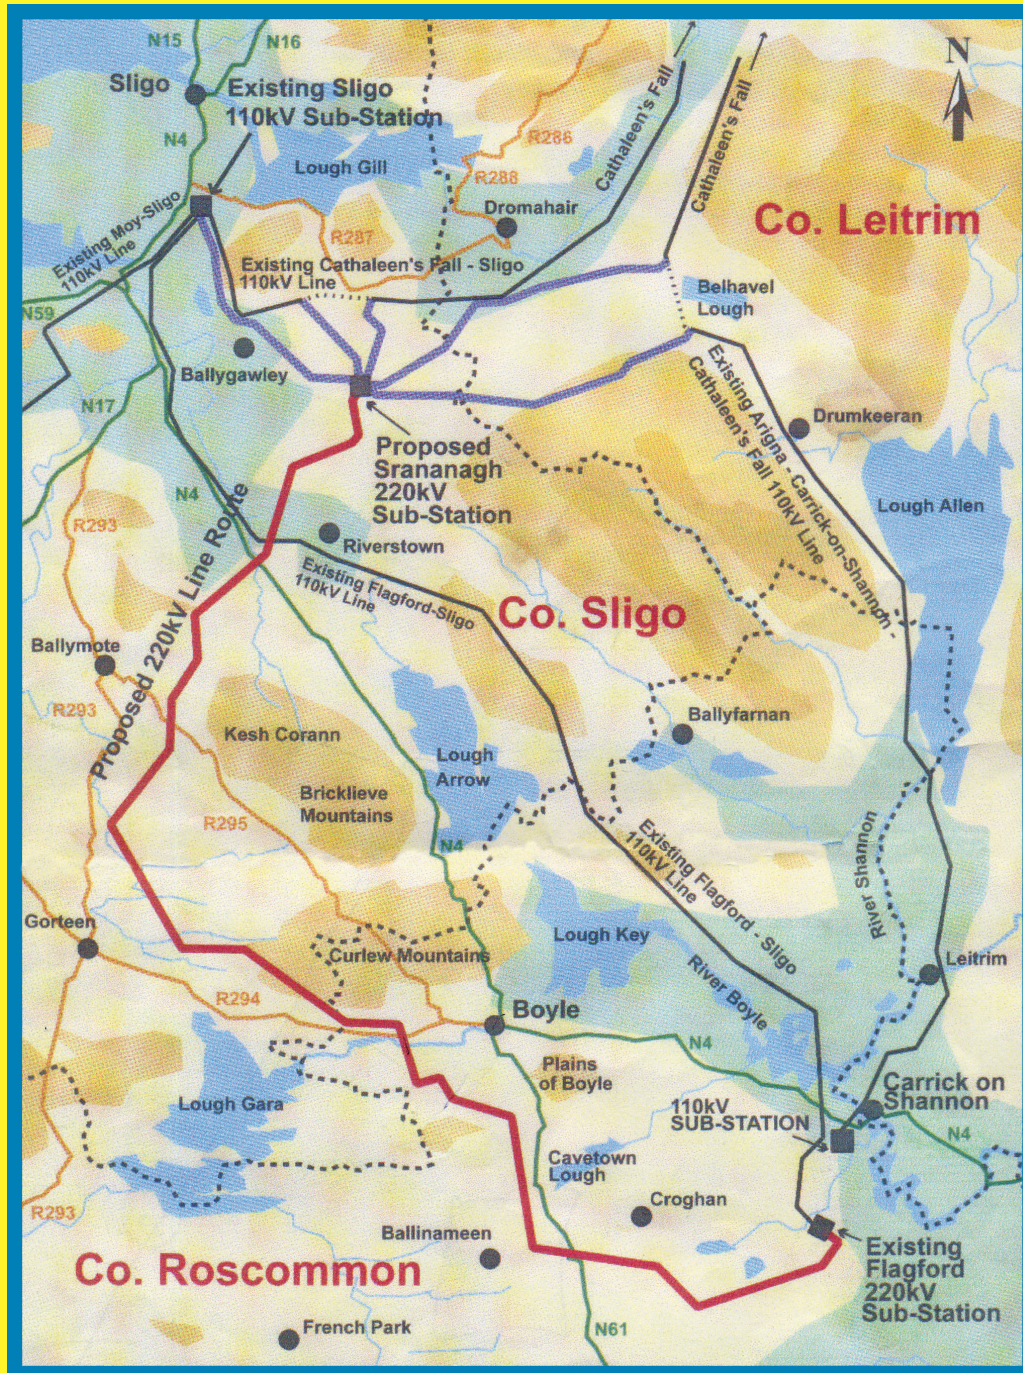 N15
N16
N
Sligo
Existing Sligo
110kV Sub-Station
N4
Lough Gill
R286
R288
Cathaleen's Fall
Cathaleen's Fall
Dromahair
Co. Leitrim
Existing Moy-Sligo
110kV Line
R287
Existing Cathaleen's Fall - Sligo
110kV Line
Belhavel
Lough
N59
Ballygawley
N17
Existing Arigna - Carrick-on-Shannon -
Cathaleen's Fall 110kV Line
Drumkeeran
Proposed
Srananagh
220kV
Sub-Station
N4
Lough Allen
R293
Riverstown
Proposed 220kV Line Route
Existing Flagford-Sligo
110kV Line
Co. Sligo
Ballymote
R293
Ballyfarnan
Kesh Corann
Lough
Arrow
Bricklieve
Mountains
R295
N4
Existing Flagford - Sligo
110kV Line
River Shannon
Gorteen
Curlew Mountains
Lough Key
River Boyle
Leitrim
R294
Boyle
N4
Plains
of Boyle
Lough Gara
110kV
SUB-STATION
Carrick on
Shannon
N4
Cavetown
Lough
Croghan
R293
Ballinameen
Existing
Flagford
220kV
Sub-Station
Co. Roscommon
French Park
N61